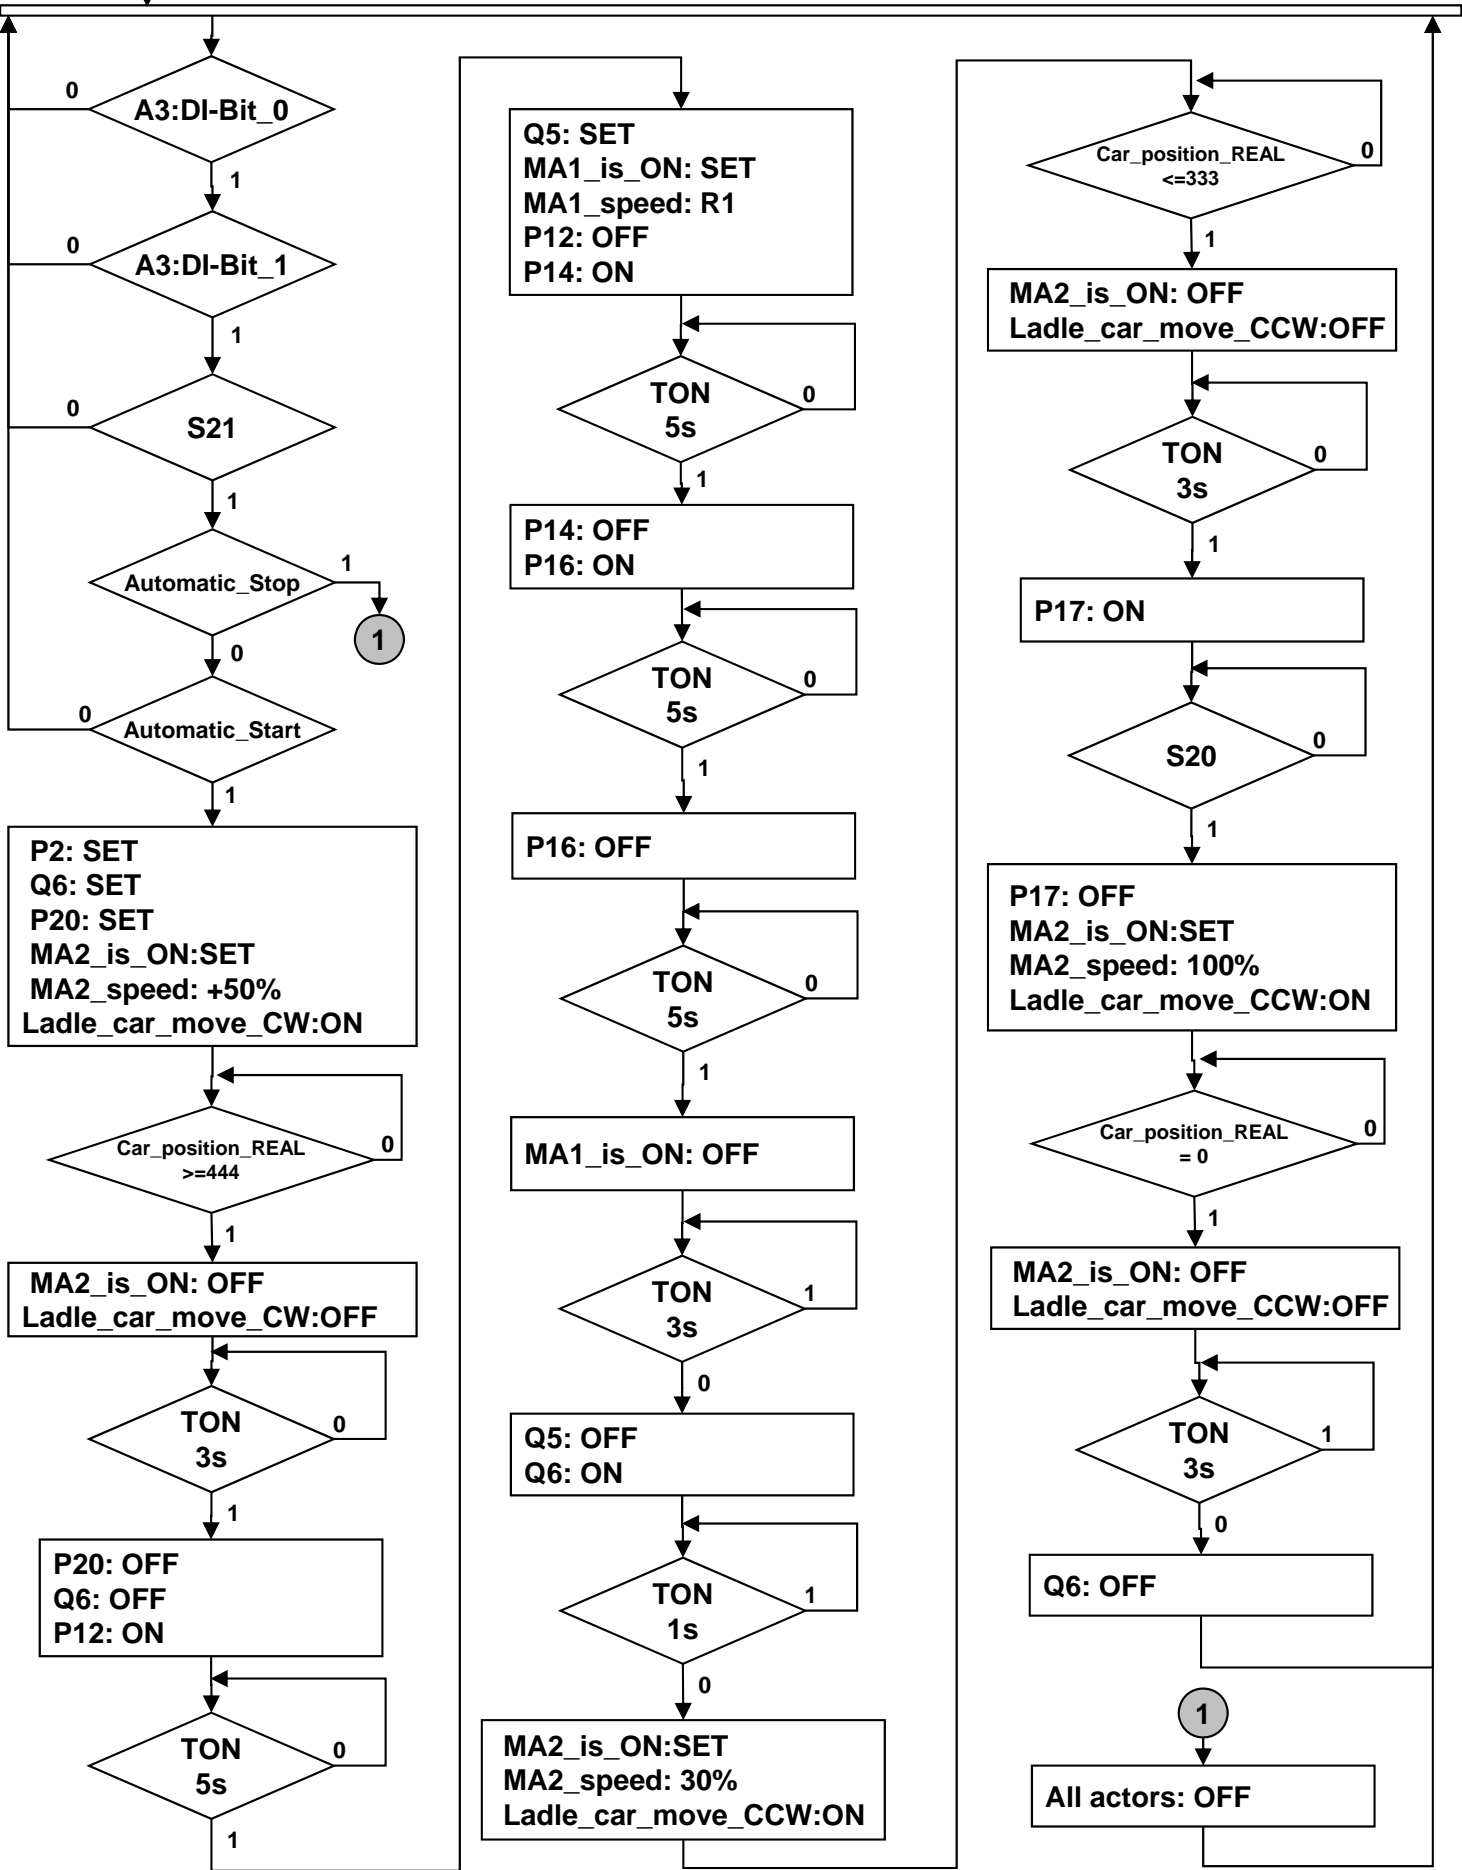 0
A3:DI-Bit_0
1
0
A3:DI-Bit_1
1
0
S21
1
Automatic_Stop
1
1
0
0
Automatic_Start
1
P2: SET
Q6: SET
P20: SET
MA2_is_ON:SET
MA2_speed: +50%
Ladle_car_move_CW:ON
Car_position_REAL
>=444
0
1
MA2_is_ON: OFF
Ladle_car_move_CW:OFF
TON
3s
0
1
P20: OFF
Q6: OFF
P12: ON
TON
5s
0
1
Q5: SET
MA1_is_ON: SET
MA1_speed: R1
P12: OFF
P14: ON
TON
5s
0
1
P14: OFF
P16: ON
TON
5s
0
1
P16: OFF
TON
5s
0
1
MA1_is_ON: OFF
TON
3s
1
0
Q5: OFF
Q6: ON
TON
1s
1
0
MA2_is_ON:SET
MA2_speed: 30%
Ladle_car_move_CCW:ON
Car_position_REAL
<=333
0
1
MA2_is_ON: OFF
Ladle_car_move_CCW:OFF
TON
3s
0
1
P17: ON
S20
0
1
P17: OFF
MA2_is_ON:SET
MA2_speed: 100%
Ladle_car_move_CCW:ON
Car_position_REAL
= 0
0
1
MA2_is_ON: OFF
Ladle_car_move_CCW:OFF
TON
3s
1
0
Q6: OFF
1
All actors: OFF